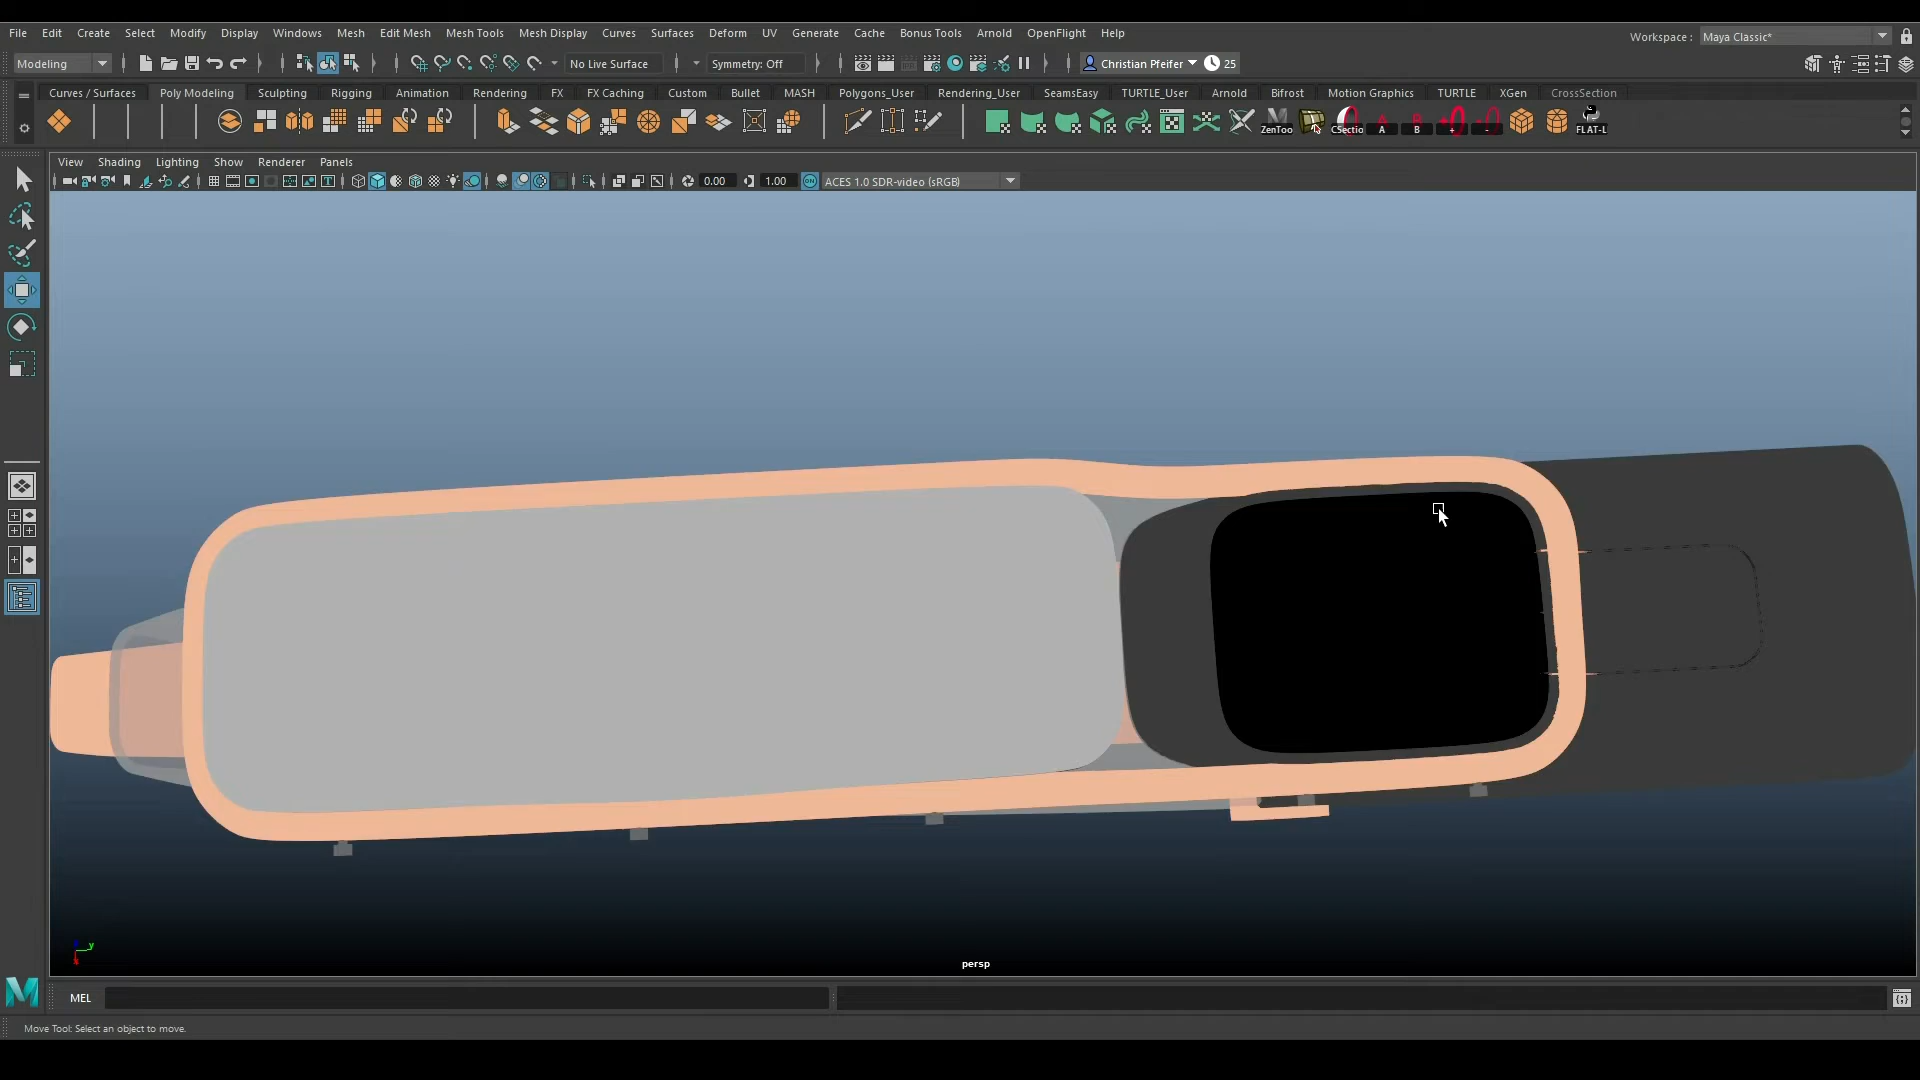 File Edit Create Select Modify Display Windows Mesh Edit Mesh Mesh Tools Mesh Display Curves Surfaces Deform UV Generate Cache Bonus Tools Arnold OpenFlight Help Workspace : Maya Classic*
Modeling No Live Surface Symmetry: Off Christian Pfeifer 25
Curves / Surfaces Poly Modeling Sculpting Rigging Animation Rendering FX FX Caching Custom Bullet MASH Polygons_User Rendering_User SeamsEasy TURTLE_User Arnold Bifrost Motion Graphics TURTLE XGen CrossSection
ZenToo CSectio A B + - FLAT-L
View Shading Lighting Show Renderer Panels
0.00 1.00 ON ACES 1.0 SDR-video (sRGB)
y
persp
MEL
Move Tool: Select an object to move.